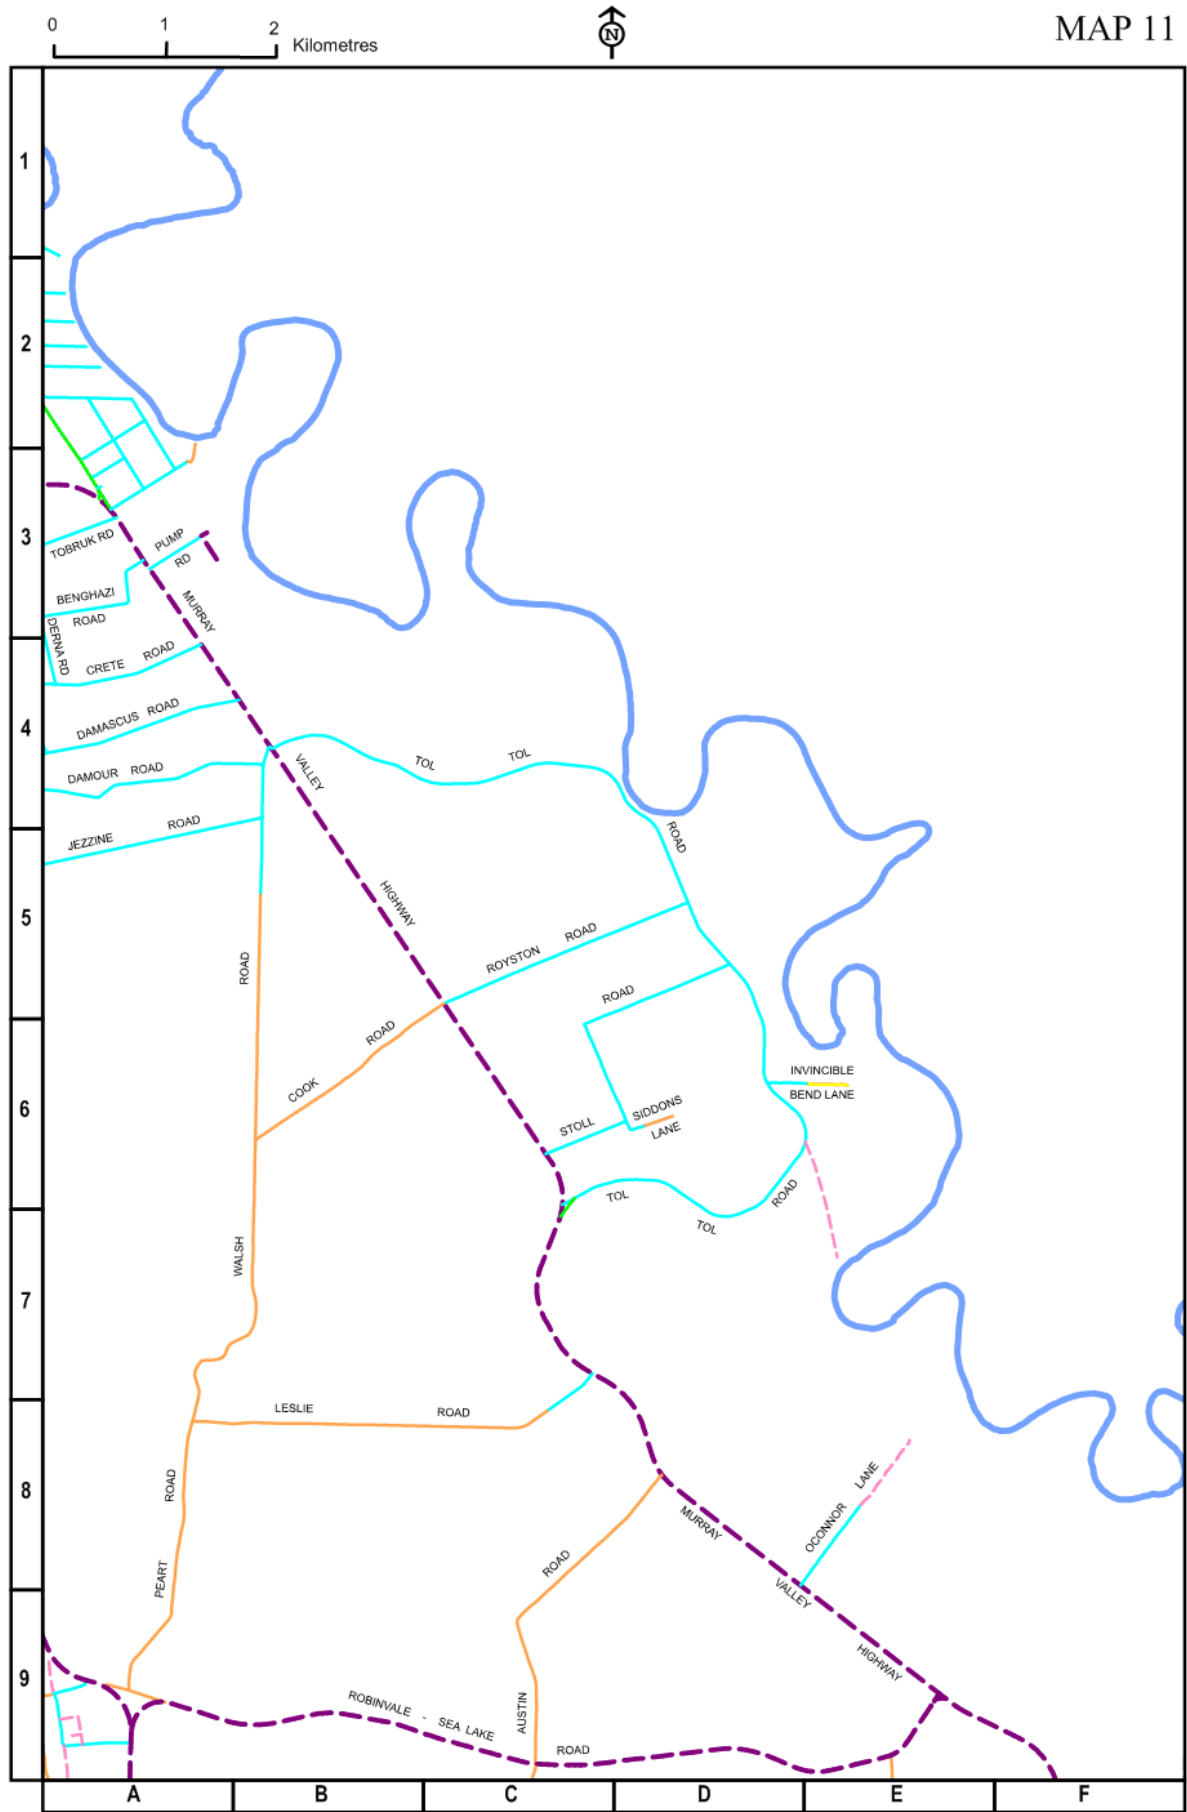 0 1 2 Kilometres
N
MAP 11
1
2
3
TOBRUK RD
PUMP
RD
BENGHAZI
ROAD
MURRAY
DERNA RD
CRETE ROAD
4
DAMASCUS ROAD
DAMOUR ROAD
VALLEY
TOL TOL
JEZZINE ROAD
ROAD
5
HIGHWAY
ROYSTON ROAD
ROAD
ROAD
COOK ROAD
6
INVINCIBLE
BEND LANE
STOLL
SIDDONS
LANE
TOL
TOL
ROAD
WALSH
7
LESLIE ROAD
8
ROAD
PEART
OCONNOR LANE
MURRAY
VALLEY
HIGHWAY
ROAD
9
AUSTIN
ROBINVALE - SEA LAKE
ROAD
A B C D E F